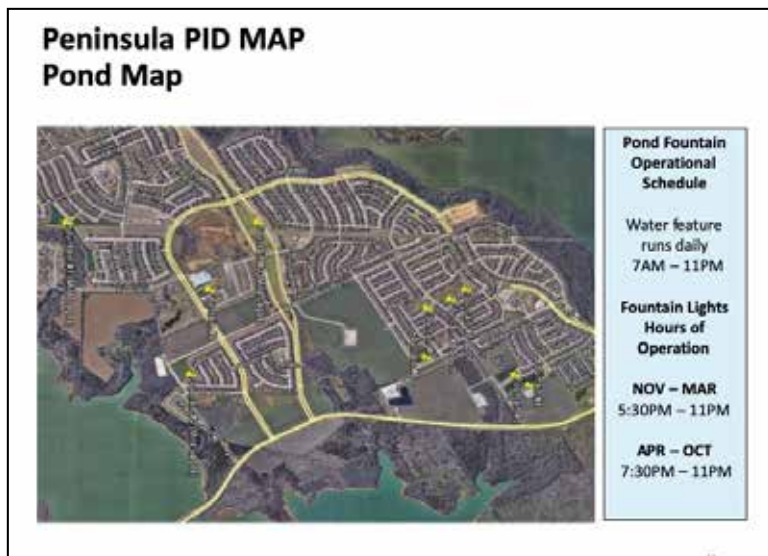 Peninsula PID MAP
Pond Map
Pond Fountain
Operational
Schedule
Water feature
runs daily
7AM – 11PM
Fountain Lights
Hours of
Operation
NOV – MAR
5:30PM – 11PM
APR – OCT
7:30PM – 11PM